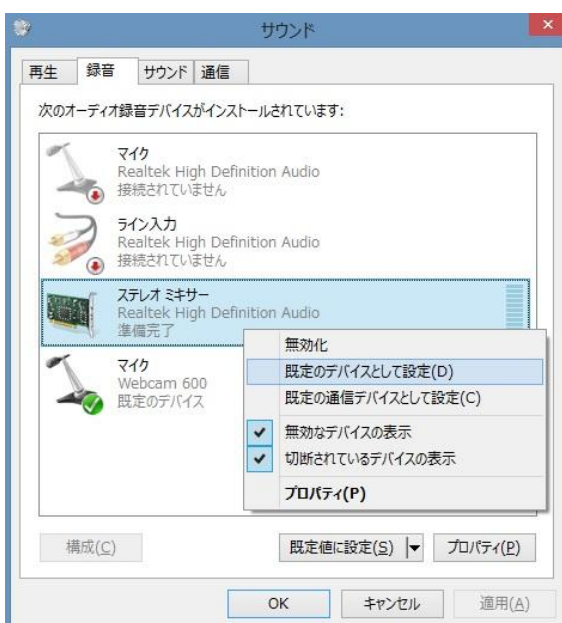 サウンド
再生 録音 サウンド 通信
次のオーディオ録音デバイスがインストールされています:
マイク
Realtek High Definition Audio
接続されていません
ライン入力
Realtek High Definition Audio
接続されていません
ステレオ ミキサー
Realtek High Definition Audio
準備完了
マイク
Webcam 600
既定のデバイス
無効化
既定のデバイスとして設定(D)
既定の通信デバイスとして設定(C)
無効なデバイスの表示
切断されているデバイスの表示
プロパティ(P)
構成(C) 既定値に設定(S) プロパティ(P)
OK キャンセル 適用(A)